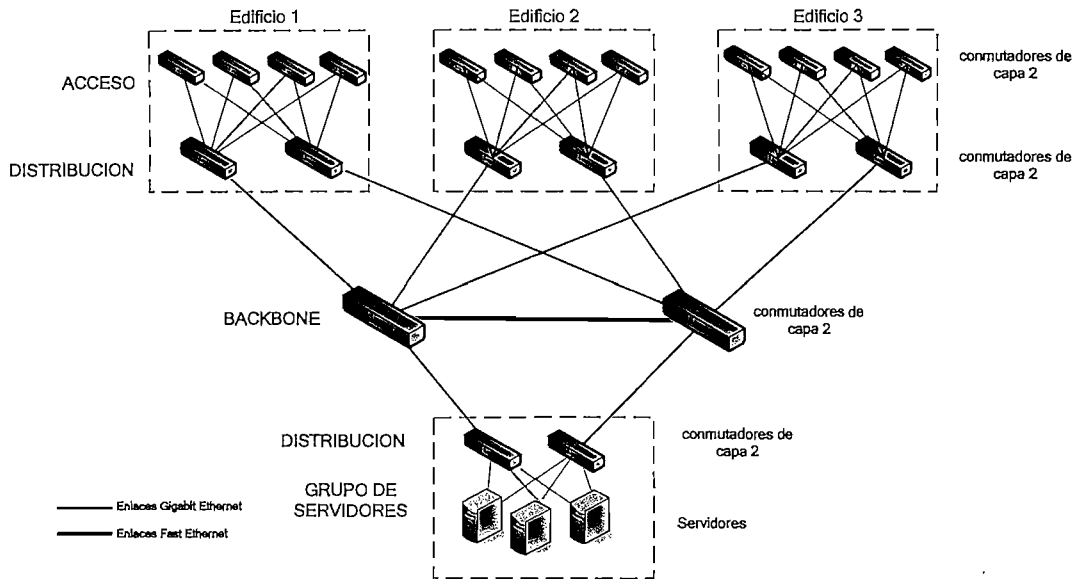 Edificio 1
Edificio 2
Edificio 3
ACCESO
conmutadores de
capa 2
DISTRIBUCION
conmutadores de
capa 2
BACKBONE
conmutadores de
capa 2
DISTRIBUCION
conmutadores de
capa 2
GRUPO DE
SERVIDORES
Servidores
Enlaces Gigabit Ethernet
Enlaces Fast Ethernet